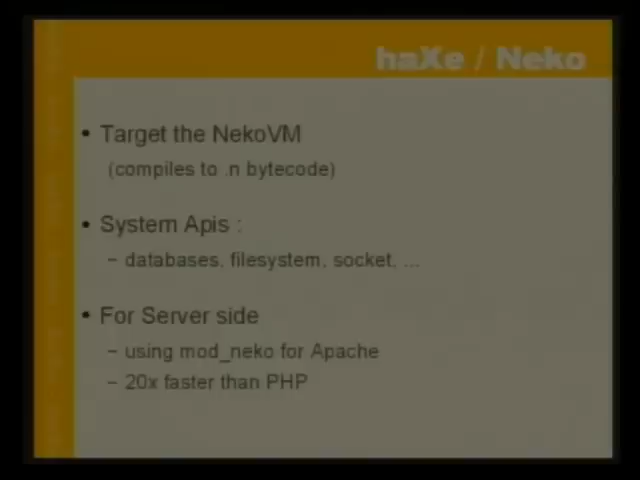 haXe / Neko
• Target the NekoVM
(compiles to .n bytecode)
• System Apis :
– databases, filesystem, socket, ...
• For Server side
– using mod_neko for Apache
– 20x faster than PHP